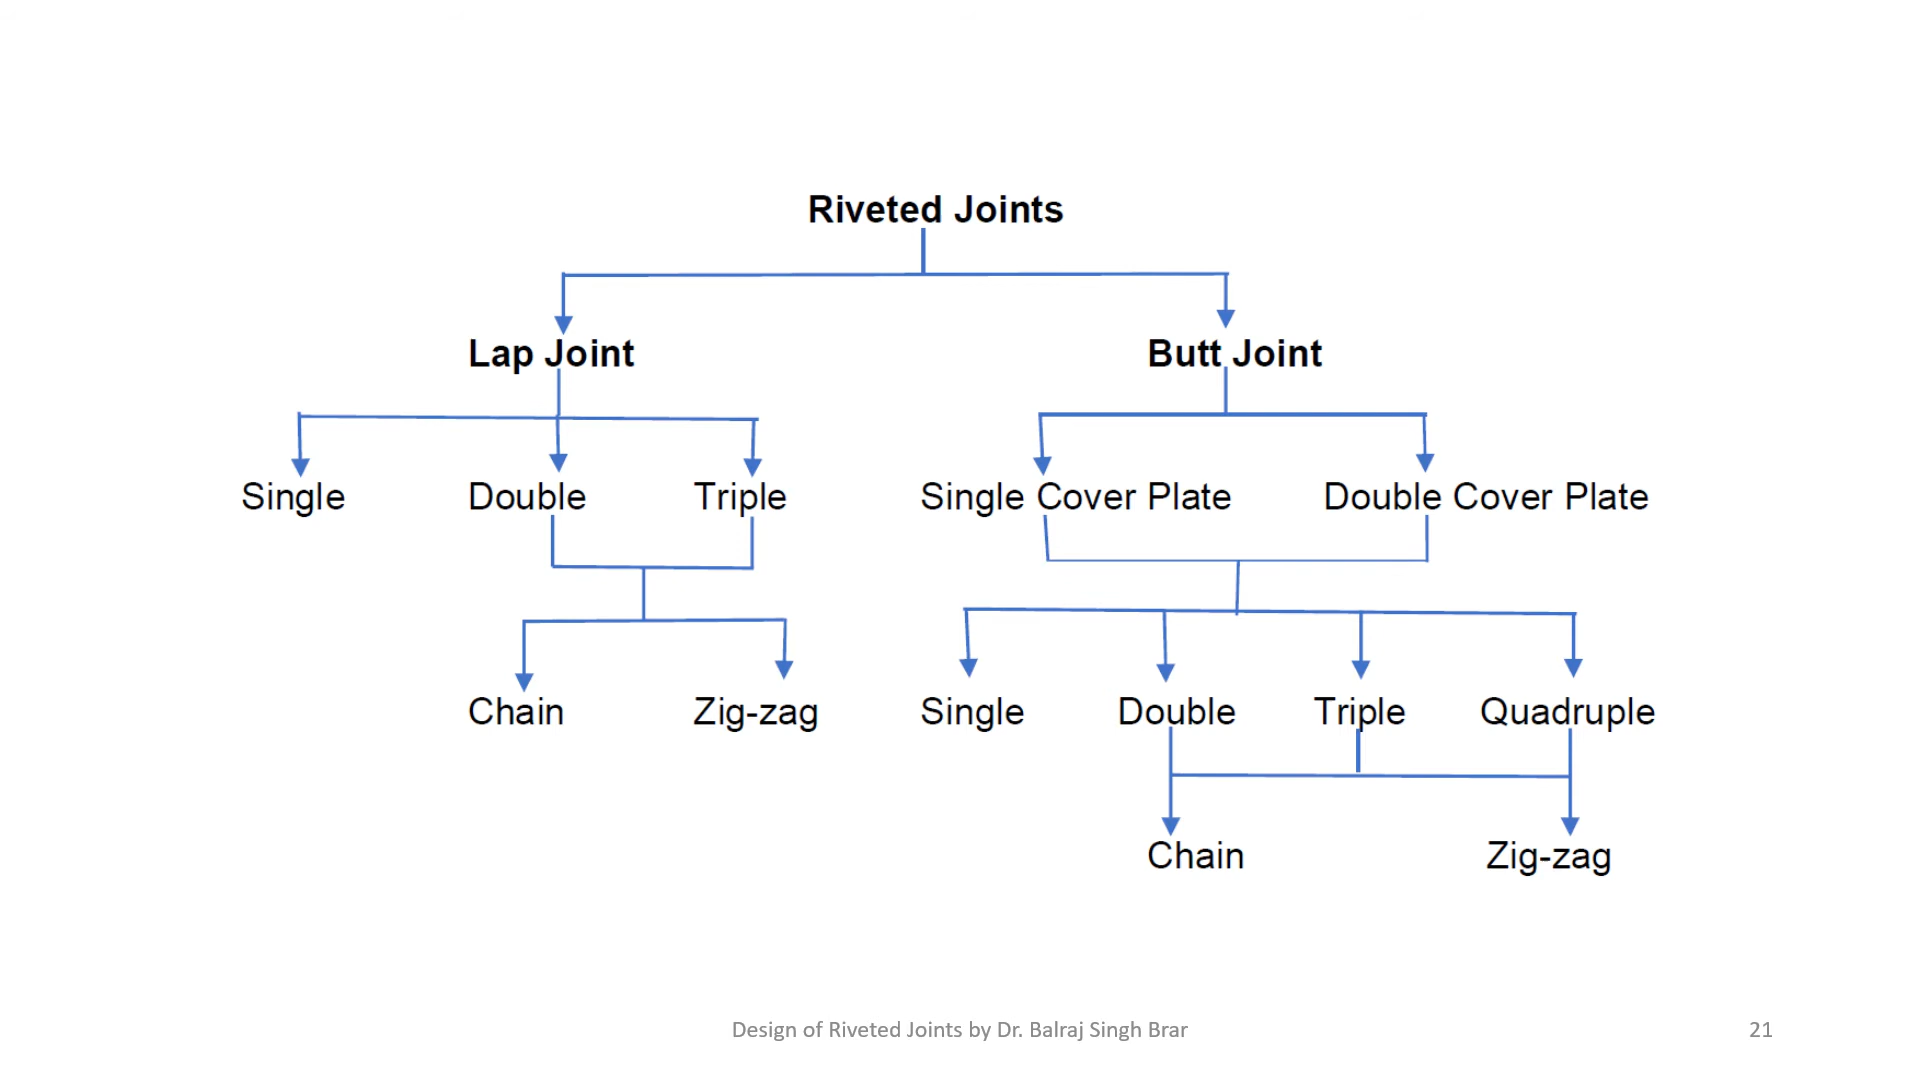 Riveted Joints
Lap Joint Butt Joint
Single Double Triple Single Cover Plate Double Cover Plate
Chain Zig-zag Single Double Triple Quadruple
Chain Zig-zag
Design of Riveted Joints by Dr. Balraj Singh Brar 21